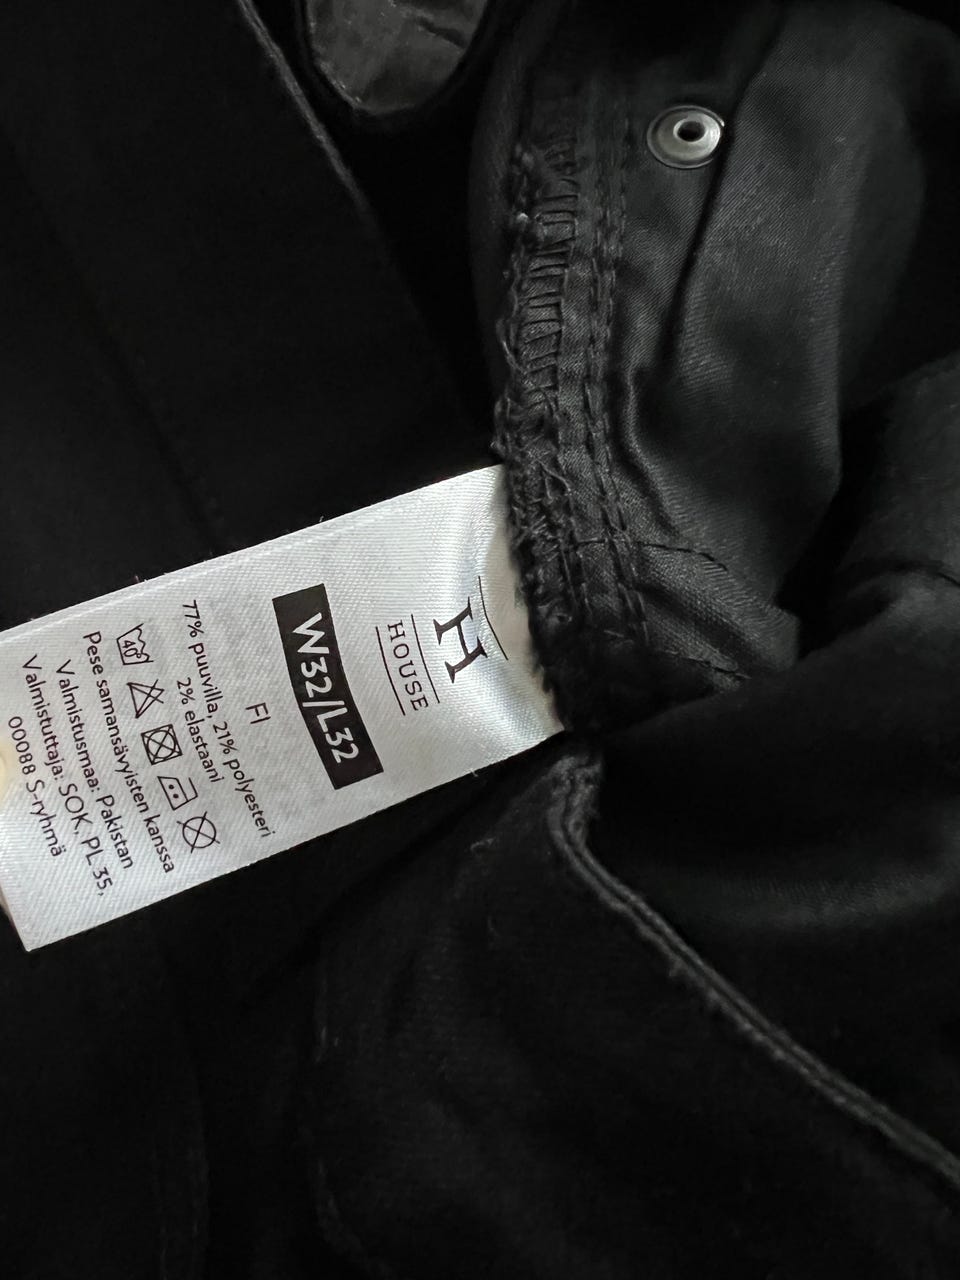 H
HOUSE
W32/L32
FI
77% puuvilla, 21% polyesteri
2% elastaani
40
Pese samansävyisten kanssa
Valmistusmaa: Pakistan
Valmistuttaja: SOK, PL 35,
00088 S-ryhmä